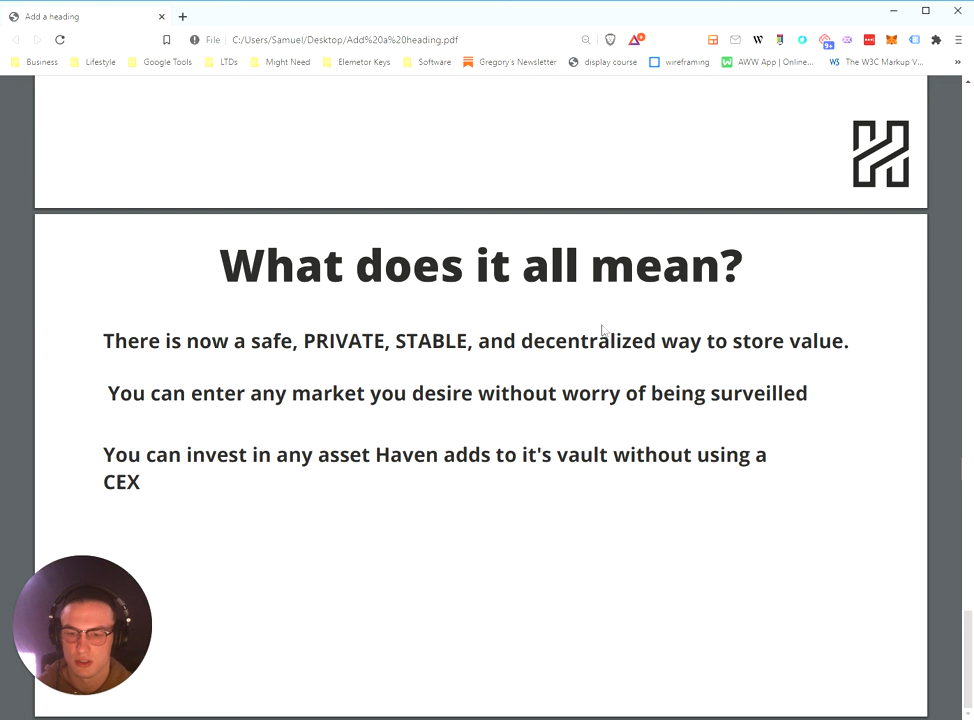 Add a heading
File C:/Users/Samuel/Desktop/Add%20a%20heading.pdf
9+
Business Lifestyle Google Tools LTDs Might Need Elemetor Keys Software Gregory's Newsletter display course wireframing AWW App | Online... W3 The W3C Markup V... »
What does it all mean?
There is now a safe, PRIVATE, STABLE, and decentralized way to store value.
You can enter any market you desire without worry of being surveilled
You can invest in any asset Haven adds to it's vault without using a
CEX